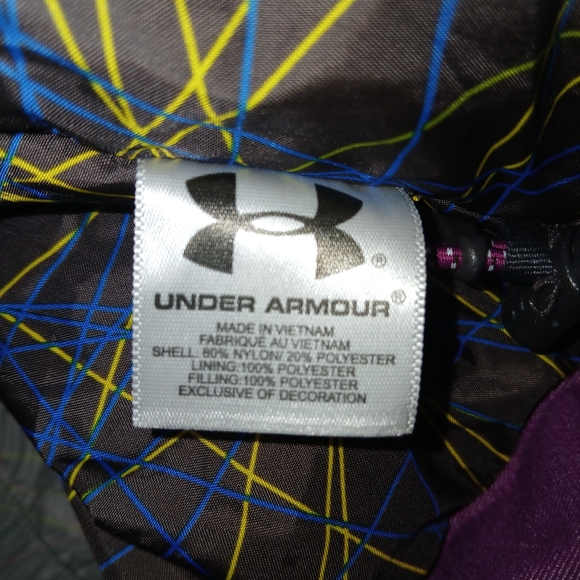 ®
UNDER ARMOUR®
MADE IN VIETNAM
FABRIQUÉ AU VIETNAM
SHELL: 80% NYLON/ 20% POLYESTER
LINING:100% POLYESTER
FILLING:100% POLYESTER
EXCLUSIVE OF DECORATION